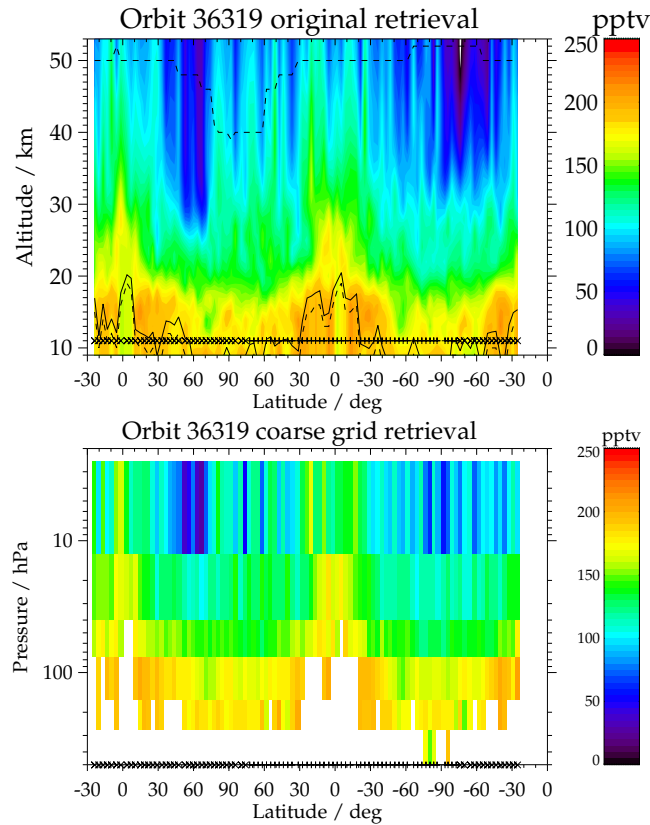 Orbit 36319 original retrieval
pptv
Altitude / km
50
40
30
20
10
-30 0 30 60 90 60 30 0 -30 -60 -90 -60 -30 0
Latitude / deg
250
200
150
100
50
0
Orbit 36319 coarse grid retrieval
pptv
Pressure / hPa
10
100
-30 0 30 60 90 60 30 0 -30 -60 -90 -60 -30 0
Latitude / deg
250
200
150
100
50
0